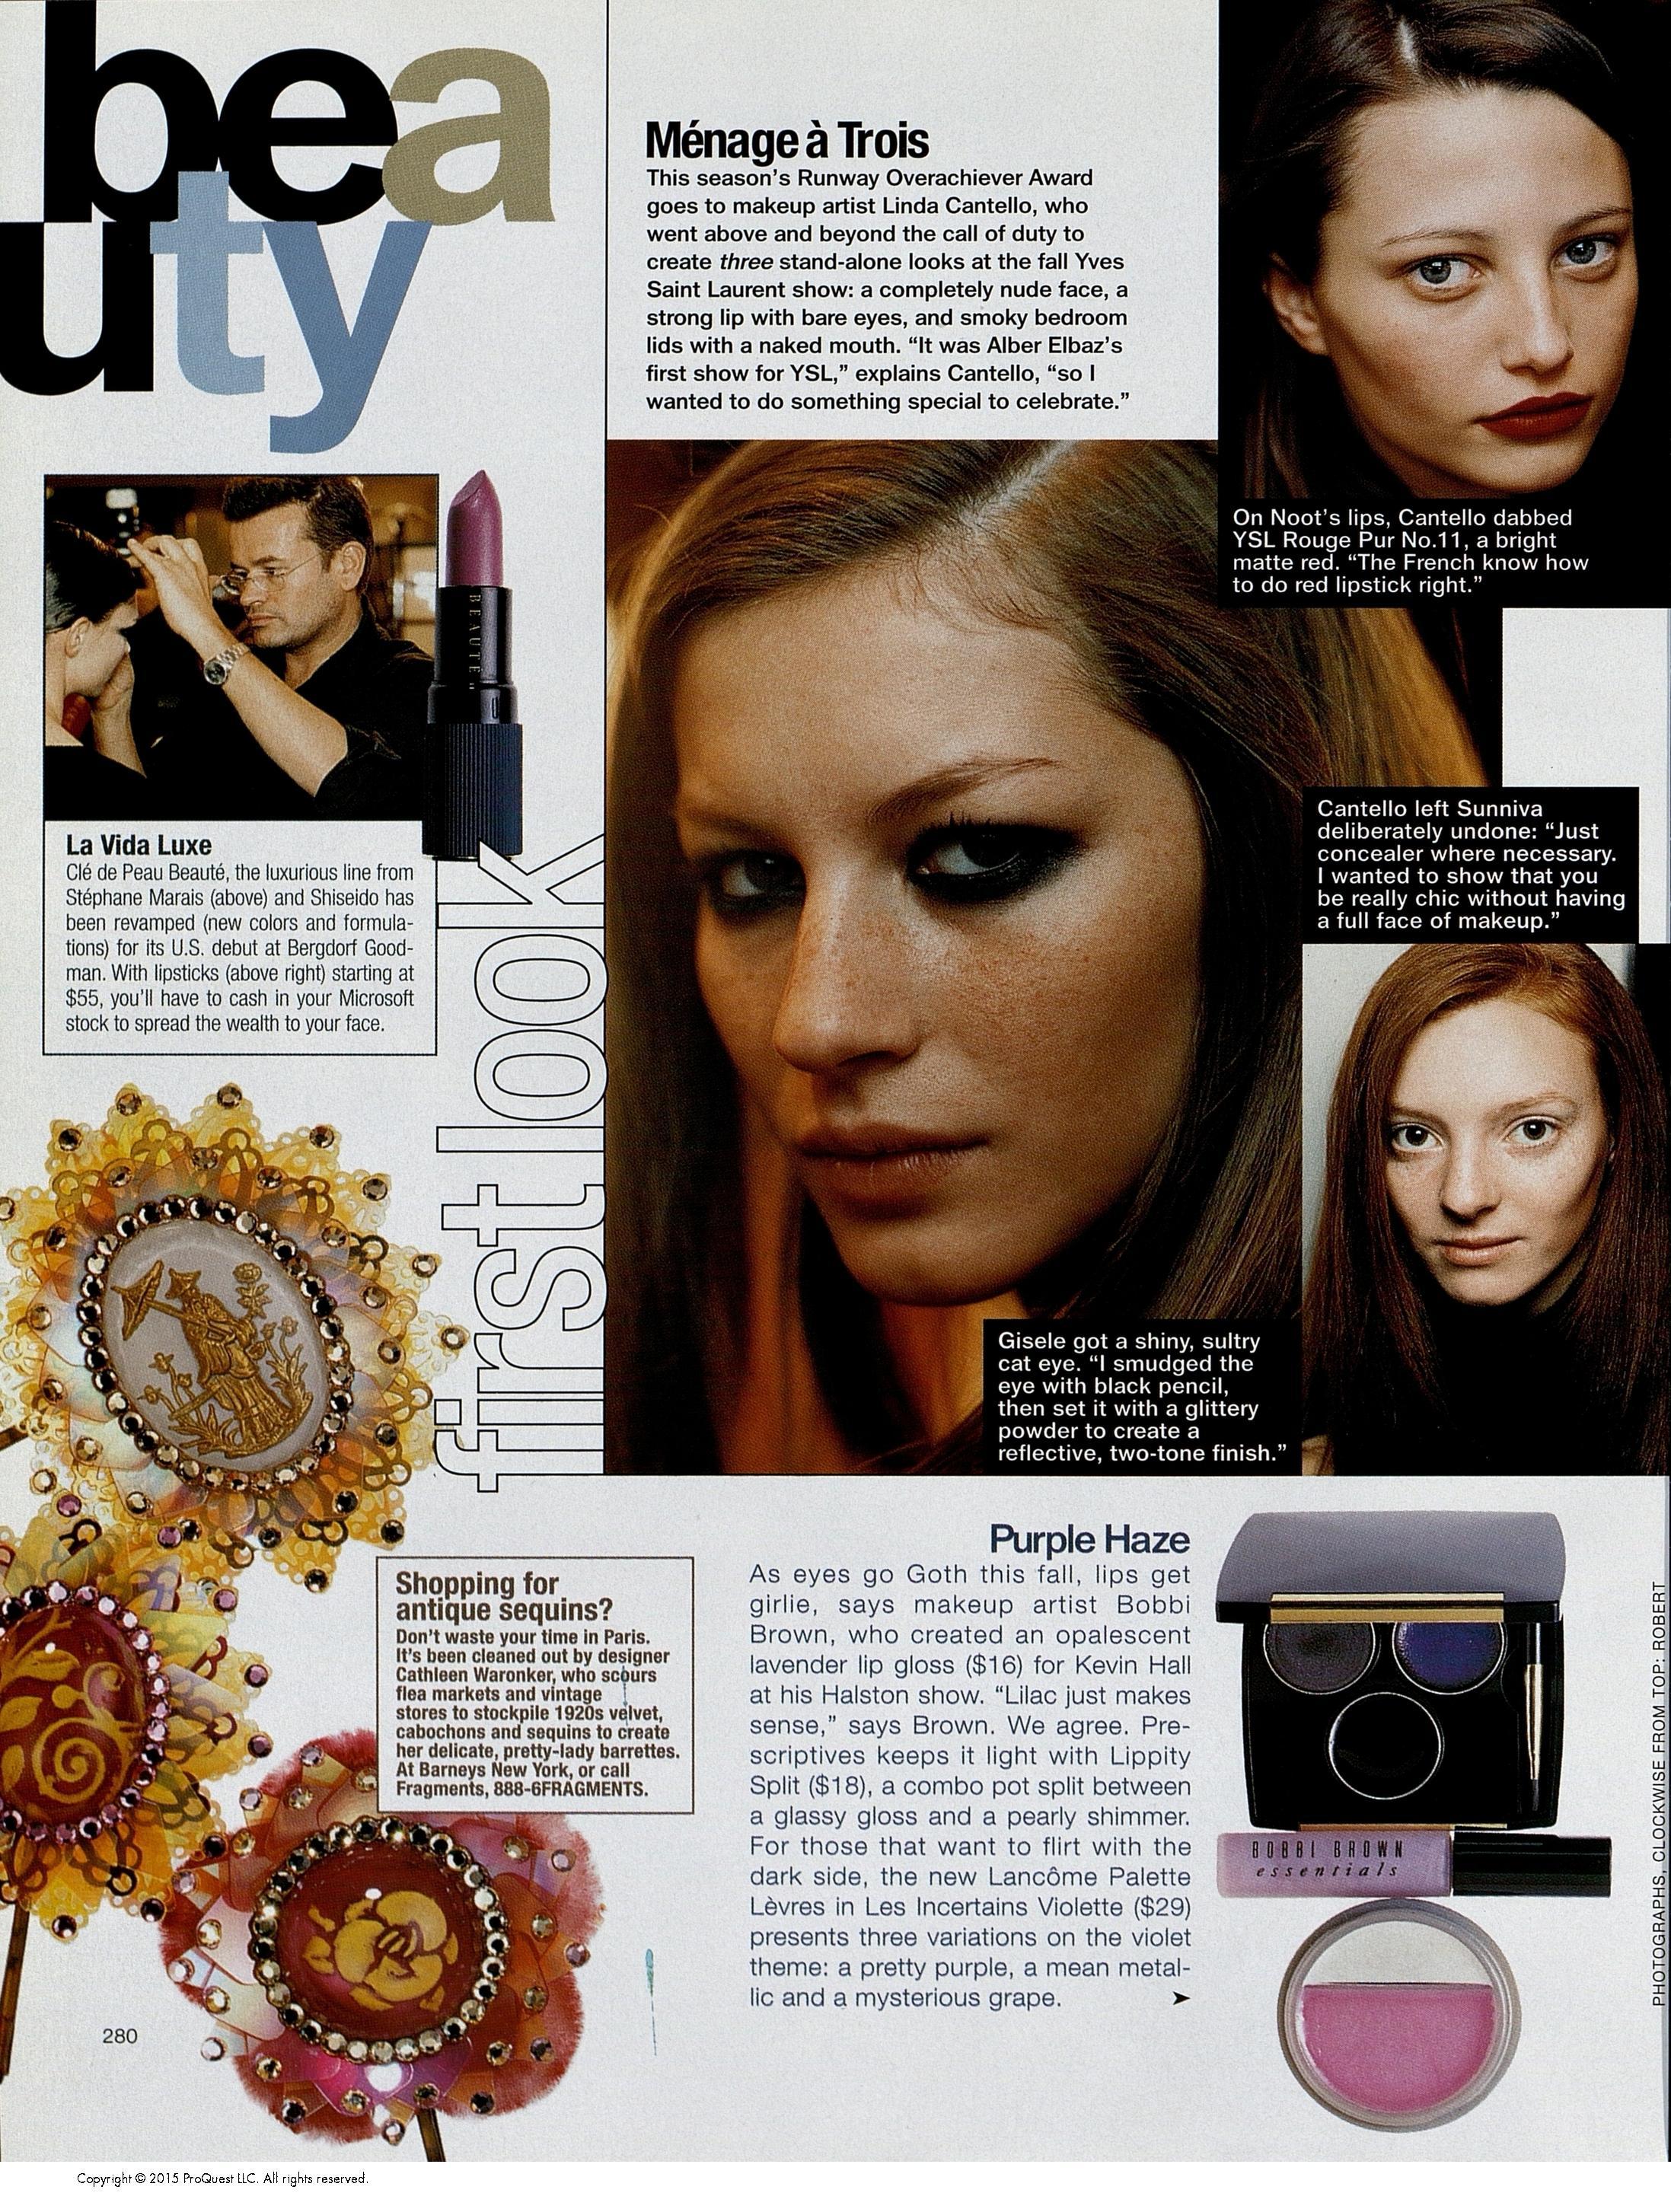 bea
uty
Ménage à Trois
This season's Runway Overachiever Award
goes to makeup artist Linda Cantello, who
went above and beyond the call of duty to
create three stand-alone looks at the fall Yves
Saint Laurent show: a completely nude face, a
strong lip with bare eyes, and smoky bedroom
lids with a naked mouth. “It was Alber Elbaz's
first show for YSL,” explains Cantello, “so I
wanted to do something special to celebrate.”
On Noot's lips, Cantello dabbed
YSL Rouge Pur No.11, a bright
matte red. “The French know how
to do red lipstick right.”
BEAUTÉ
La Vida Luxe
Clé de Peau Beauté, the luxurious line from
Stéphane Marais (above) and Shiseido has
been revamped (new colors and formula-
tions) for its U.S. debut at Bergdorf Good-
man. With lipsticks (above right) starting at
$55, you'll have to cash in your Microsoft
stock to spread the wealth to your face.
first look
Cantello left Sunniva
deliberately undone: “Just
concealer where necessary.
I wanted to show that you
be really chic without having
a full face of makeup.”
Gisele got a shiny, sultry
cat eye. “I smudged the
eye with black pencil,
then set it with a glittery
powder to create a
reflective, two-tone finish.”
Shopping for
antique sequins?
Don't waste your time in Paris.
It's been cleaned out by designer
Cathleen Waronker, who scours
flea markets and vintage
stores to stockpile 1920s velvet,
cabochons and sequins to create
her delicate, pretty-lady barrettes.
At Barneys New York, or call
Fragments, 888-6FRAGMENTS.
Purple Haze
As eyes go Goth this fall, lips get
girlie, says makeup artist Bobbi
Brown, who created an opalescent
lavender lip gloss ($16) for Kevin Hall
at his Halston show. “Lilac just makes
sense,” says Brown. We agree. Pre-
scriptives keeps it light with Lippity
Split ($18), a combo pot split between
a glassy gloss and a pearly shimmer.
For those that want to flirt with the
dark side, the new Lancôme Palette
Lèvres in Les Incertains Violette ($29)
presents three variations on the violet
theme: a pretty purple, a mean metal-
lic and a mysterious grape. ➤
BOBBI BROWN
essentials
PHOTOGRAPHS, CLOCKWISE FROM TOP: ROBERT
280
Copyright © 2015 ProQuest LLC. All rights reserved.